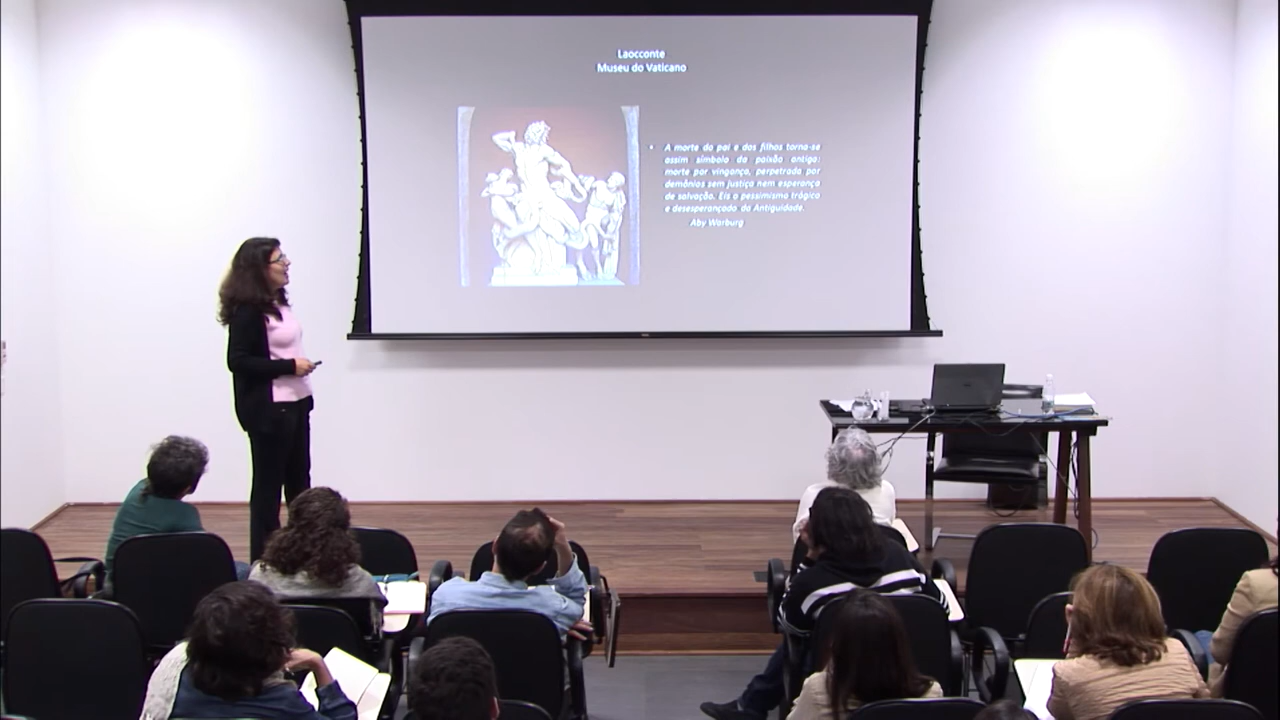 Laocconte
Museu do Vaticano
• A morte do pai e dos filhos torna-se
assim símbolo da paixão antiga:
morte por vingança, perpetrada por
demônios sem justiça nem esperança
de salvação. Eis o pessimismo trágico
e desesperançado da Antiguidade.
Aby Warburg